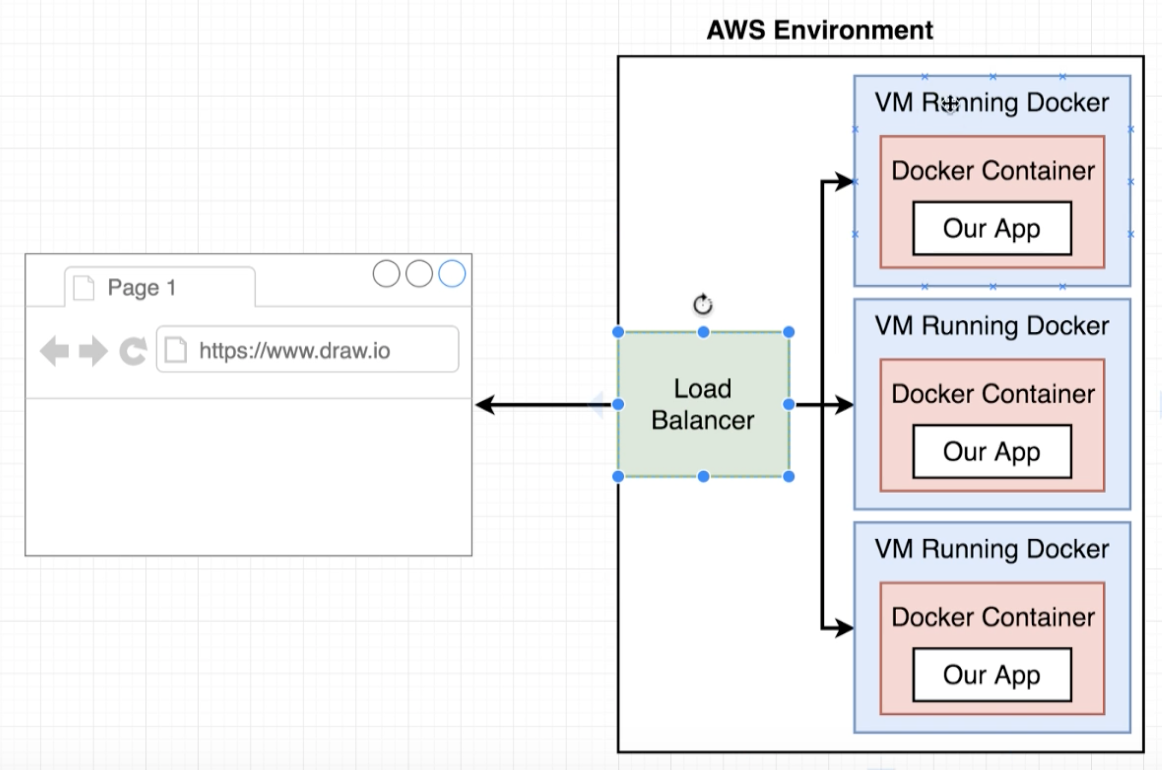 AWS Environment
VM Running Docker
Docker Container
Our App
Page 1
https://www.draw.io
Load
Balancer
VM Running Docker
Docker Container
Our App
VM Running Docker
Docker Container
Our App